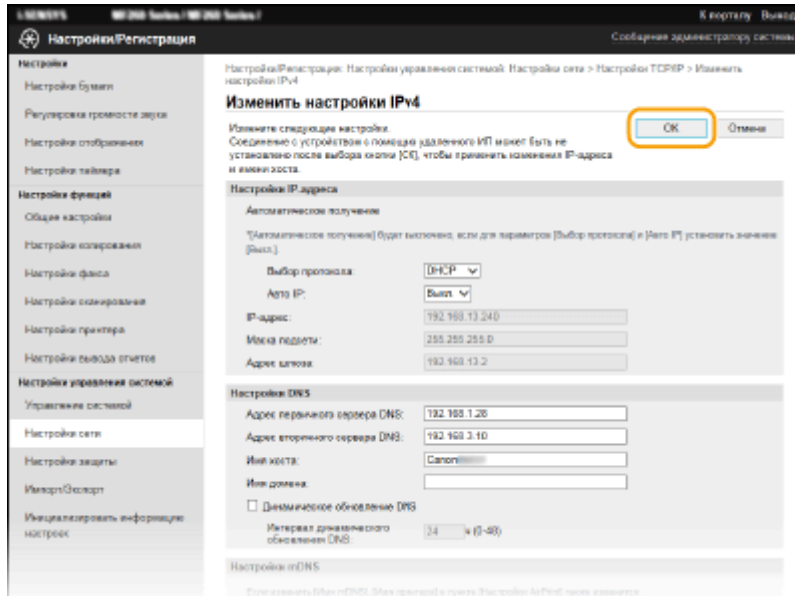 i-SENSYS
К порталу Выход
Настройки/Регистрация
Сообщение администратору системы
Настройки
Настройки бумаги
Регулировка громкости звука
Настройки отображения
Настройки таймера
Настройки функций
Общие настройки
Настройки копирования
Настройки факса
Настройки сканирования
Настройки принтера
Настройки вывода отчетов
Настройки управления системой
Управление системой
Настройки сети
Настройки защиты
Импорт/Экспорт
Инициализировать информацию
настроек
Настройки/Регистрация: Настройки управления системой: Настройки сети > Настройки TCP/IP > Изменить
настройки IPv4
Изменить настройки IPv4
Измените следующие настройки.
Соединение с устройством с помощью удаленного ИП может быть не
установлено после выбора кнопки [OK], чтобы применить изменения IP-адреса
и имени хоста.
OK Отмена
Настройки IP-адреса
Автоматическое получение
*[Автоматическое получение] будет выключено, если для параметров [Выбор протокола] и [Авто IP] установить значение
[Выкл.].
Выбор протокола: DHCP
Авто IP: Выкл.
IP-адрес: 192.168.13.240
Маска подсети: 255.255.255.0
Адрес шлюза: 192.168.13.2
Настройки DNS
Адрес первичного сервера DNS: 192.168.1.28
Адрес вторичного сервера DNS: 192.168.3.10
Имя хоста: Canon
Имя домена:
Динамическое обновление DNS
Интервал динамического
обновления DNS: 24 ч (0-48)
Настройки mDNS